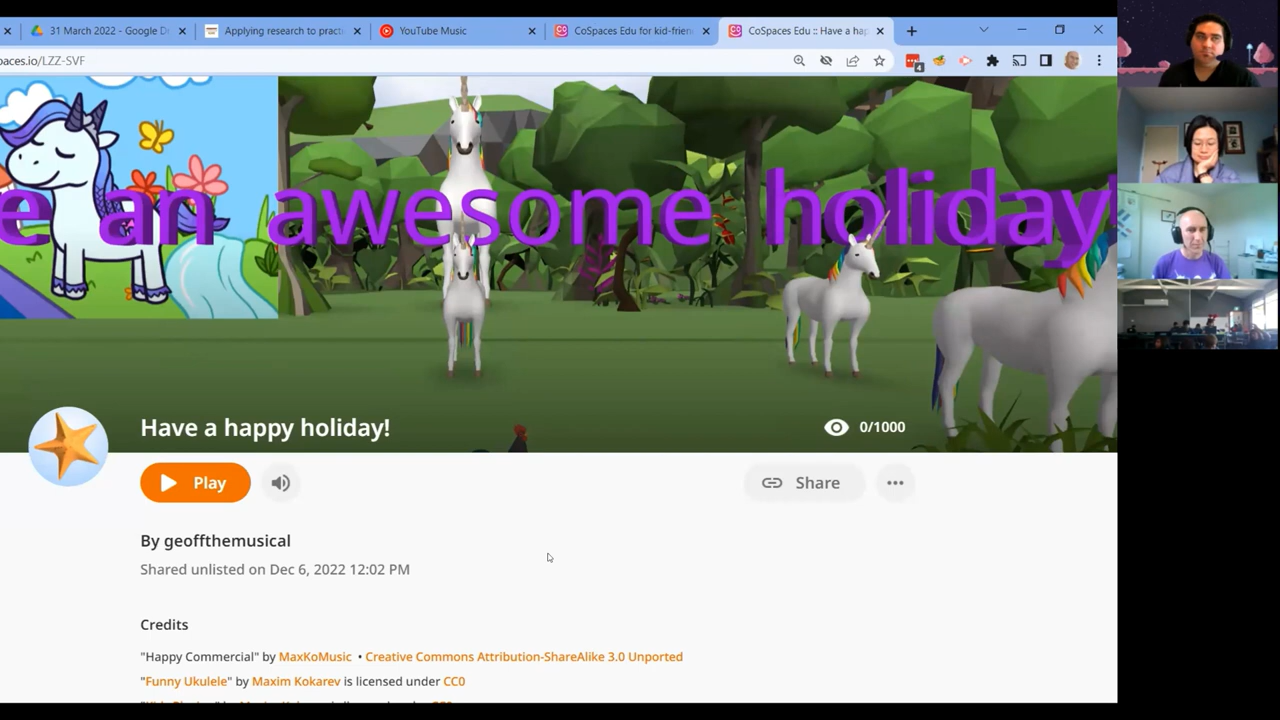 31 March 2022 - Google D
Applying research to pract
YouTube Music
CoSpaces Edu for kid-frien
CoSpaces Edu :: Have a hap
paces.io/LZZ-SVF
4
e an awesome holiday!
Have a happy holiday!
0/1000
Play
Share
By geoffthemusical
Shared unlisted on Dec 6, 2022 12:02 PM
Credits
"Happy Commercial" by MaxKoMusic • Creative Commons Attribution-ShareAlike 3.0 Unported
"Funny Ukulele" by Maxim Kokarev is licensed under CC0